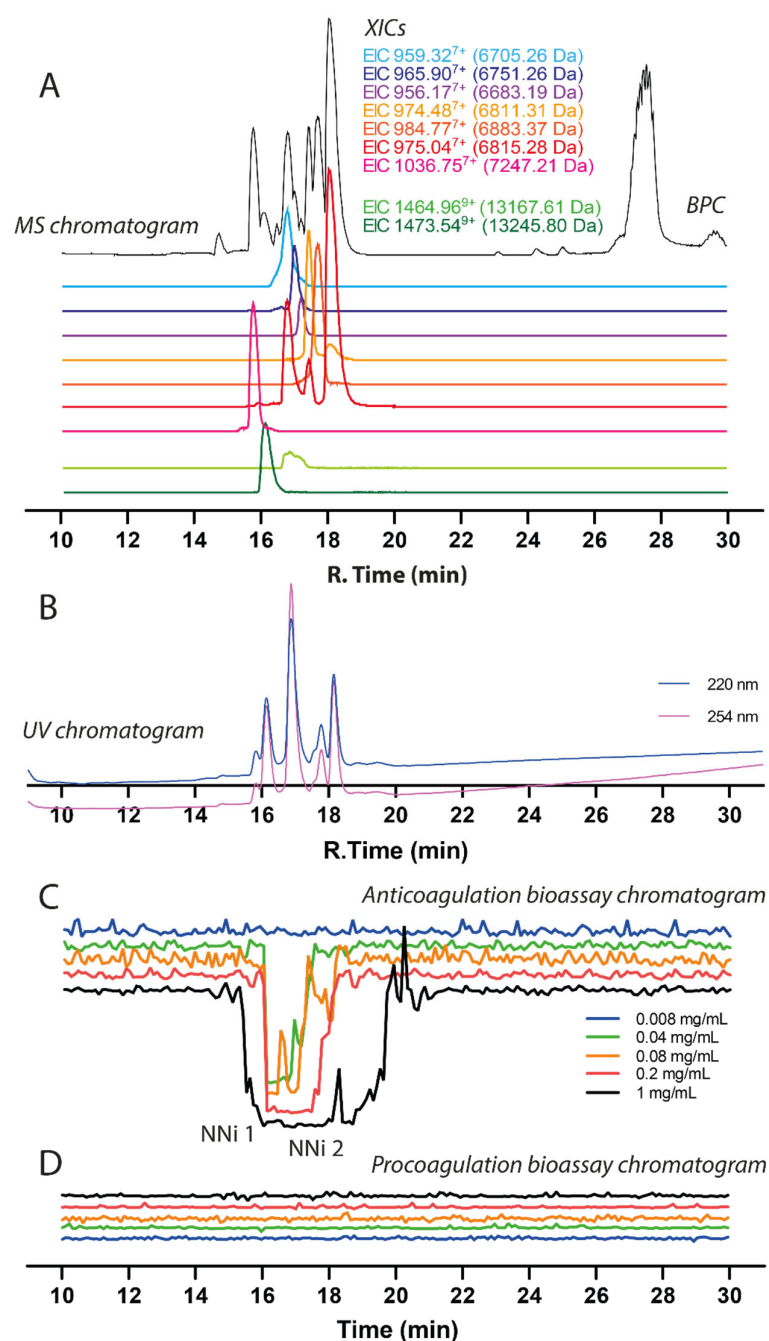 XICs
EIC 959.32⁷⁺ (6705.26 Da)
EIC 965.90⁷⁺ (6751.26 Da)
EIC 956.17⁷⁺ (6683.19 Da)
EIC 974.48⁷⁺ (6811.31 Da)
EIC 984.77⁷⁺ (6883.37 Da)
EIC 975.04⁷⁺ (6815.28 Da)
EIC 1036.75⁷⁺ (7247.21 Da)
EIC 1464.96⁹⁺ (13167.61 Da)
EIC 1473.54⁹⁺ (13245.80 Da)
A
MS chromatogram
BPC
10 12 14 16 18 20 22 24 26 28 30
R. Time (min)
B
UV chromatogram
220 nm
254 nm
10 12 14 16 18 20 22 24 26 28 30
R.Time (min)
C
Anticoagulation bioassay chromatogram
0.008 mg/mL
0.04 mg/mL
0.08 mg/mL
0.2 mg/mL
1 mg/mL
NNi 1
NNi 2
D
Procoagulation bioassay chromatogram
10 12 14 16 18 20 22 24 26 28 30
Time (min)